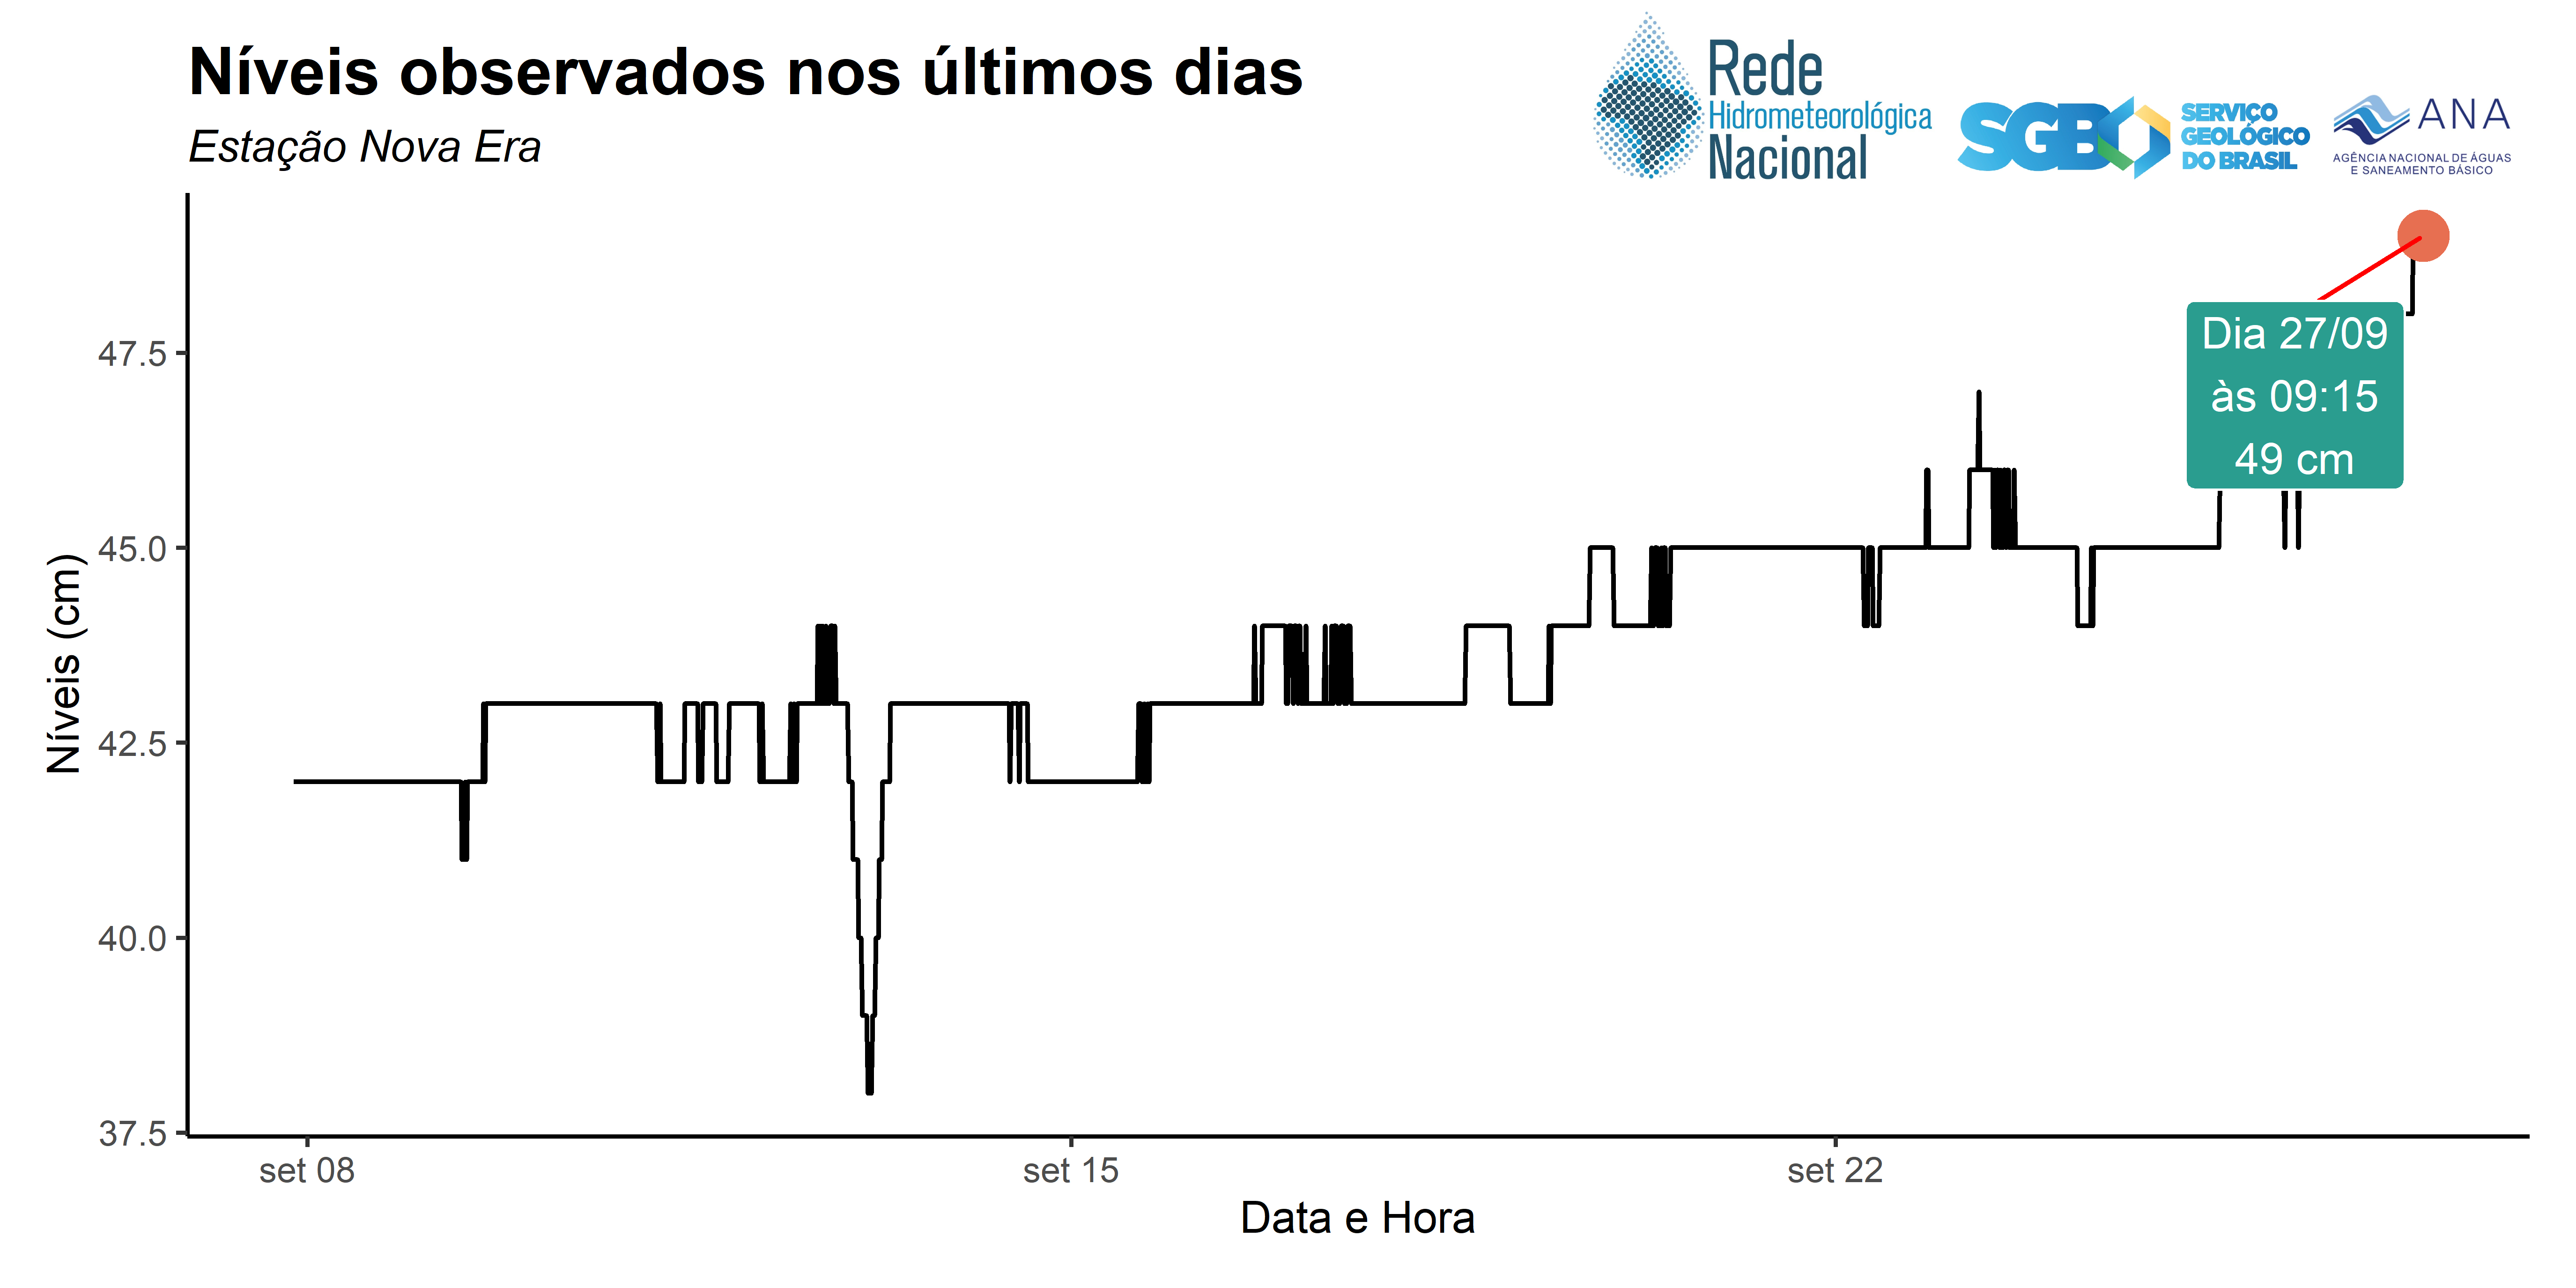 Níveis observados nos últimos dias
Estação Nova Era
Rede
Hidrometeorológica
Nacional
SGB
SERVIÇO
GEOLÓGICO
DO BRASIL
ANA
AGÊNCIA NACIONAL DE ÁGUAS
E SANEAMENTO BÁSICO
Dia 27/09
às 09:15
49 cm
Níveis (cm)
47.5
45.0
42.5
40.0
37.5
set 08
set 15
set 22
Data e Hora